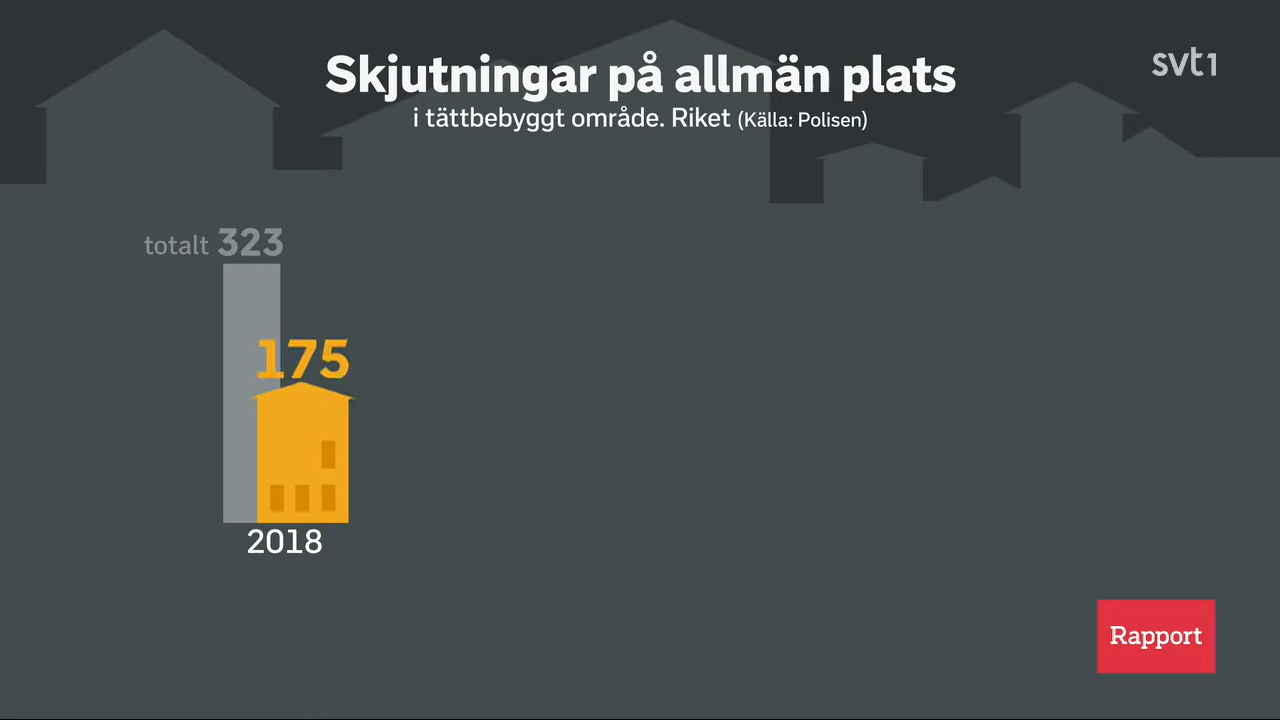 Skjutningar på allmän plats
svt1
i tättbebyggt område. Riket (Källa: Polisen)
totalt 323
175
2018
Rapport